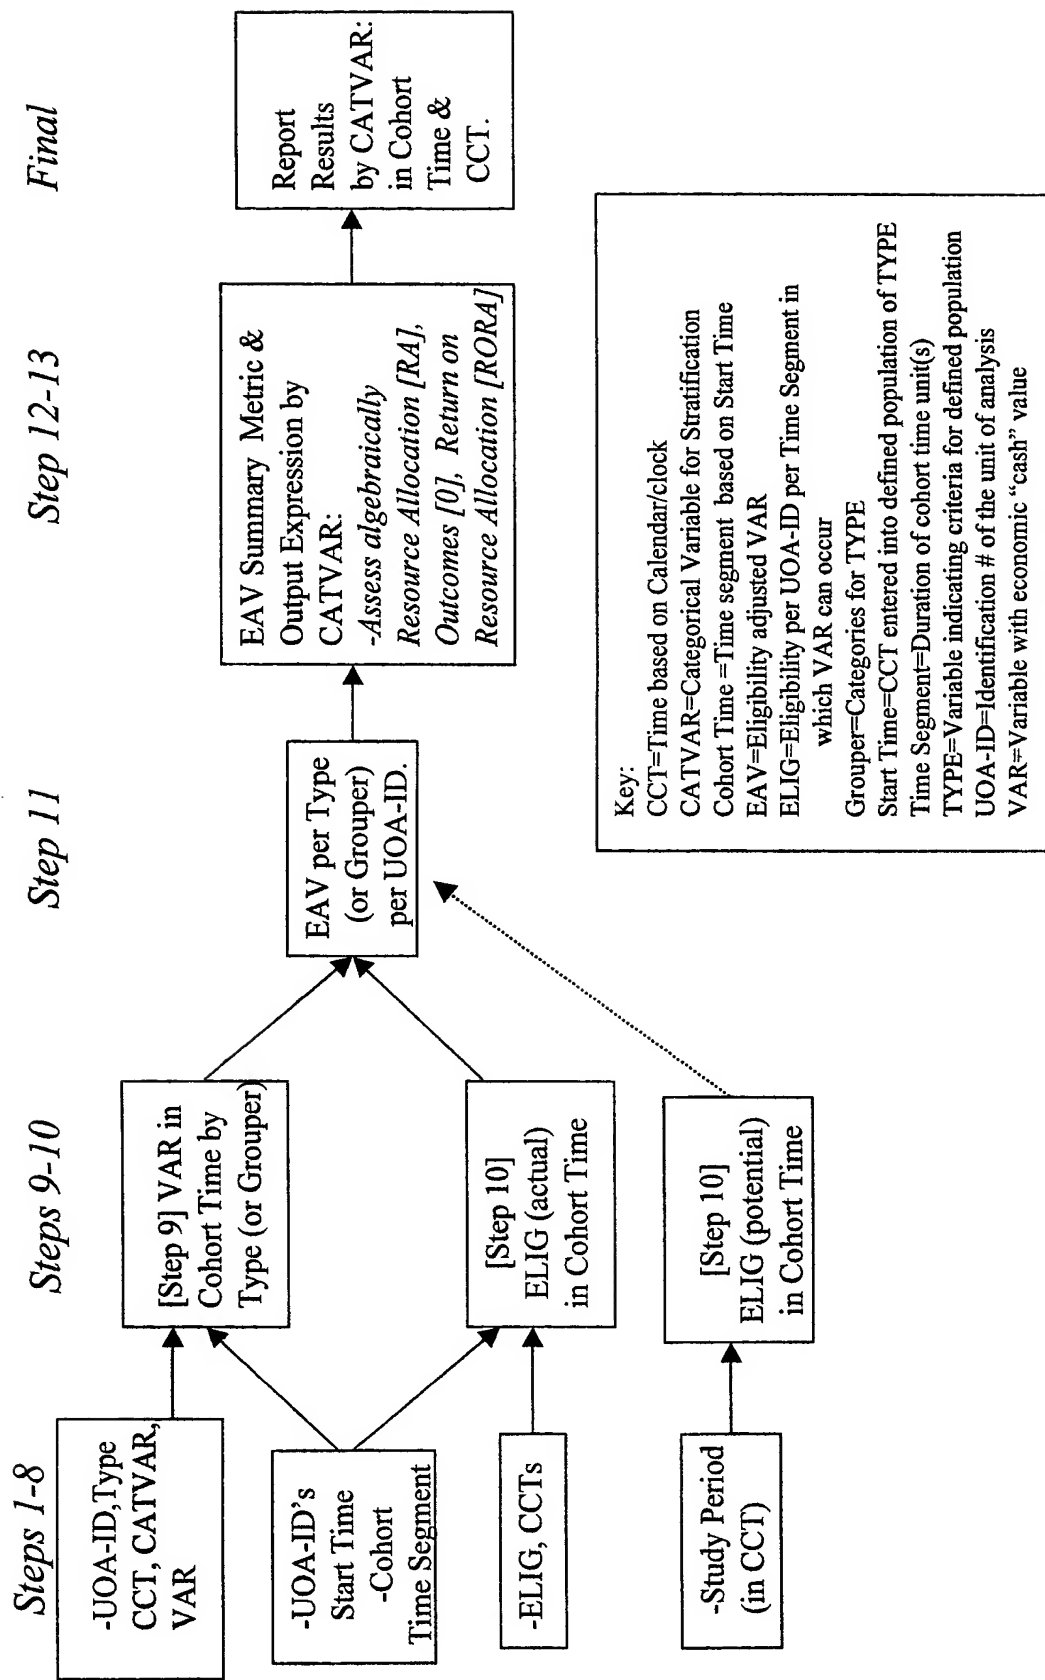 Steps 1-8
Steps 9-10
Step 11
Step 12-13
Final
-UOA-ID,Type
CCT, CATVAR,
VAR
-UOA-ID's
Start Time
-Cohort
Time Segment
-ELIG, CCTs
-Study Period
(in CCT)
[Step 9] VAR in
Cohort Time by
Type (or Grouper)
[Step 10]
ELIG (actual)
in Cohort Time
[Step 10]
ELIG (potential)
in Cohort Time
EAV per Type
(or Grouper)
per UOA-ID.
EAV Summary Metric &
Output Expression by
CATVAR:
-Assess algebraically
Resource Allocation [RA],
Outcomes [0], Return on
Resource Allocation [RORA]
Report
Results
by CATVAR:
in Cohort
Time &
CCT.
Key:
CCT=Time based on Calendar/clock
CATVAR=Categorical Variable for Stratification
Cohort Time =Time segment based on Start Time
EAV=Eligibility adjusted VAR
ELIG=Eligibility per UOA-ID per Time Segment in
which VAR can occur
Grouper=Categories for TYPE
Start Time=CCT entered into defined population of TYPE
Time Segment=Duration of cohort time unit(s)
TYPE=Variable indicating criteria for defined population
UOA-ID=Identification # of the unit of analysis
VAR=Variable with economic “cash” value